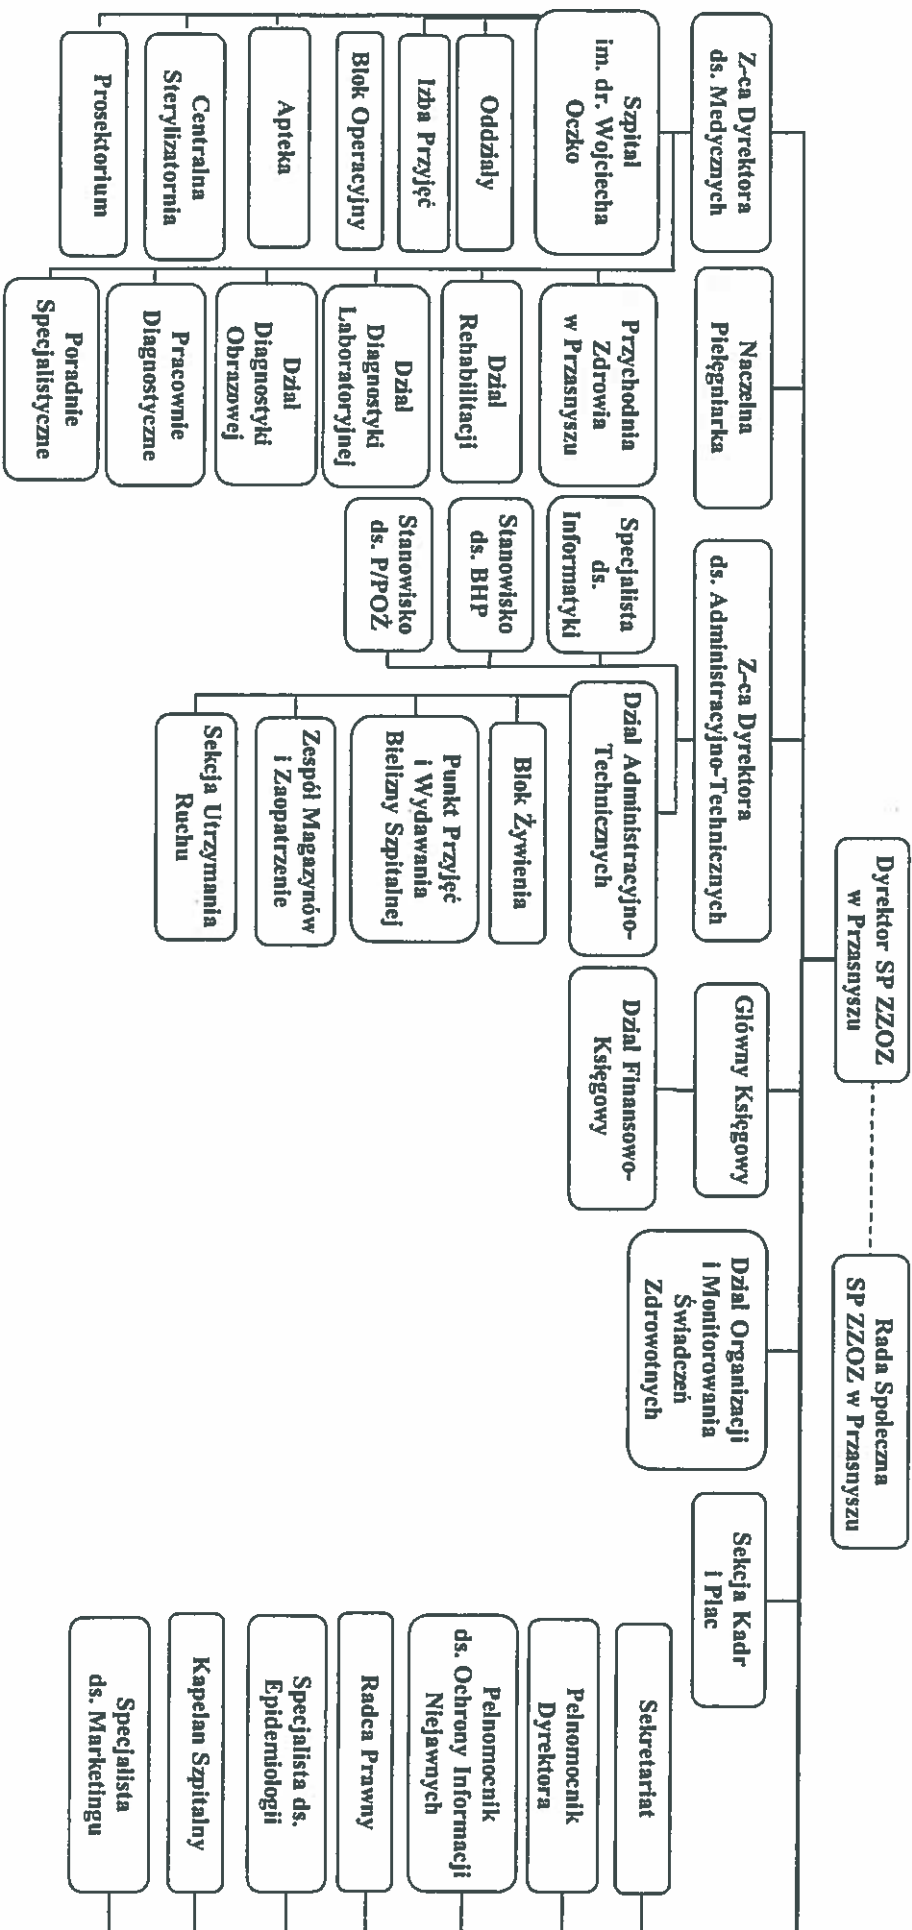 Dyrektor SP ZZOZ
w Przasnyszu
Rada Społeczna
SP ZZOZ w Przasnyszu
Z-ca Dyrektora
ds. Medycznych
Naczelna
Pielęgniarka
Z-ca Dyrektora
ds. Administracyjno-Technicznych
Główny Księgowy
Dział Organizacji
i Monitorowania
Świadczeń
Zdrowotnych
Sekcja Kadr
i Płac
Szpital
im. dr. Wojciecha
Oczko
Oddziały
Izba Przyjęć
Blok Operacyjny
Apteka
Centralna
Sterylizatornia
Prosektorium
Przychodnia
Zdrowia
w Przasnyszu
Dział
Rehabilitacji
Dział
Diagnostyki
Laboratoryjnej
Dział
Diagnostyki
Obrazowej
Pracownie
Diagnostyczne
Poradnie
Specjalistyczne
Specjalista
ds.
Informatyki
Stanowisko
ds. BHP
Stanowisko
ds. P/POŻ
Dział Administracyjno-
Technicznych
Blok Żywienia
Punkt Przyjęć
i Wydawania
Bielizny Szpitalnej
Zespół Magazynów
i Zaopatrzenie
Sekcja Utrzymania
Ruchu
Dział Finansowo-
Księgowy
Sekretariat
Pełnomocnik
Dyrektora
Pełnomocnik
ds. Ochrony Informacji
Niejawnych
Radca Prawny
Specjalista ds.
Epidemiologii
Kapelan Szpitalny
Specjalista
ds. Marketingu